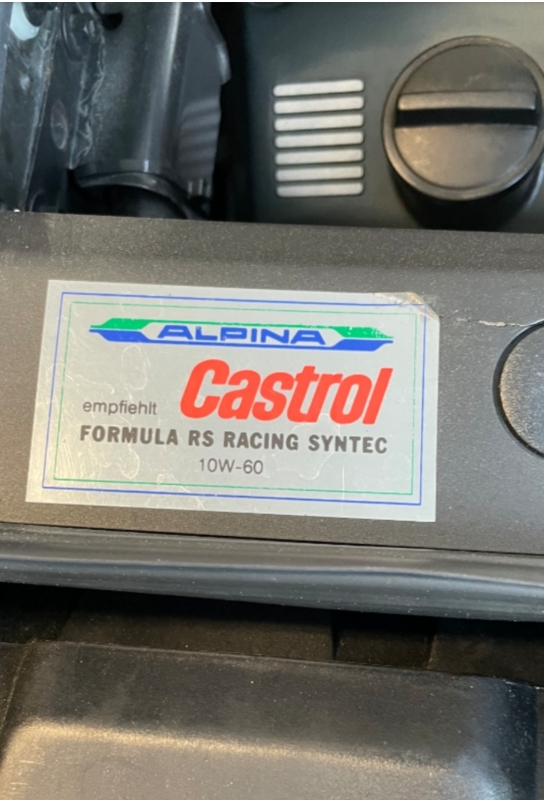 ALPINA
empfiehlt Castrol
FORMULA RS RACING SYNTEC
10W-60